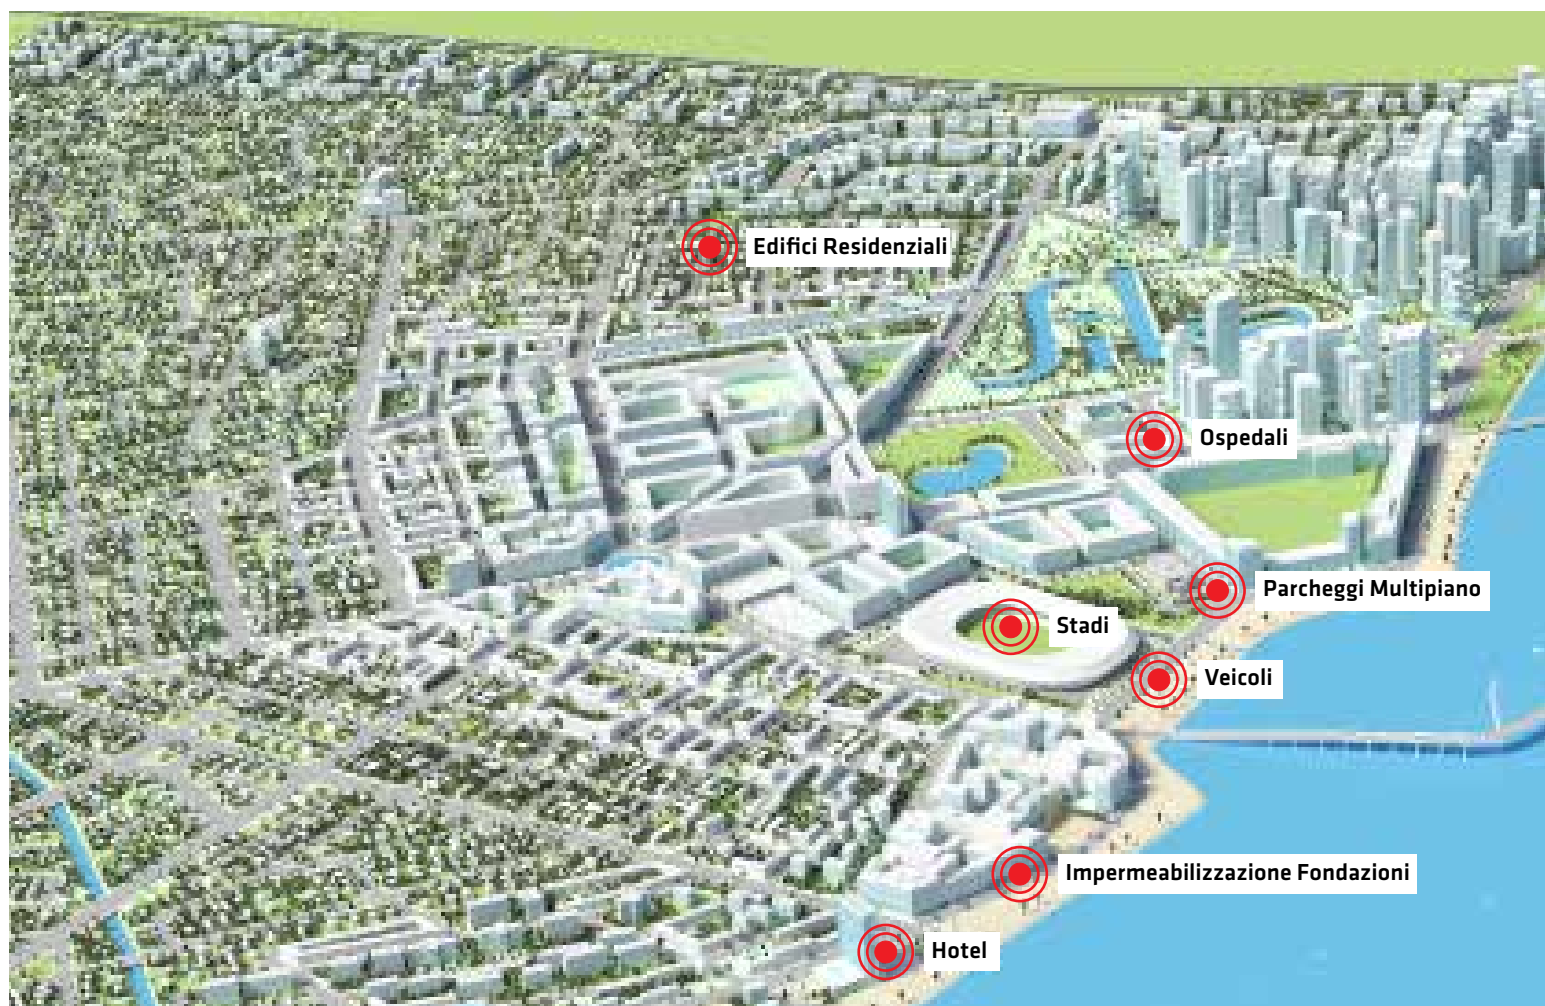 Edifici Residenziali
Ospedali
Parcheggi Multipiano
Stadi
Veicoli
Impermeabilizzazione Fondazioni
Hotel